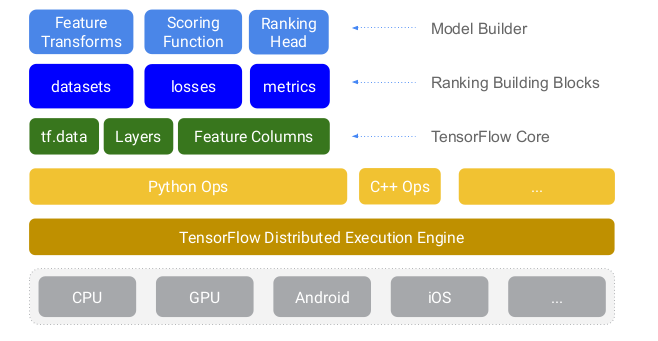 Feature Transforms
Scoring Function
Ranking Head
Model Builder
datasets
losses
metrics
Ranking Building Blocks
tf.data
Layers
Feature Columns
TensorFlow Core
Python Ops
C++ Ops
...
TensorFlow Distributed Execution Engine
CPU
GPU
Android
iOS
...